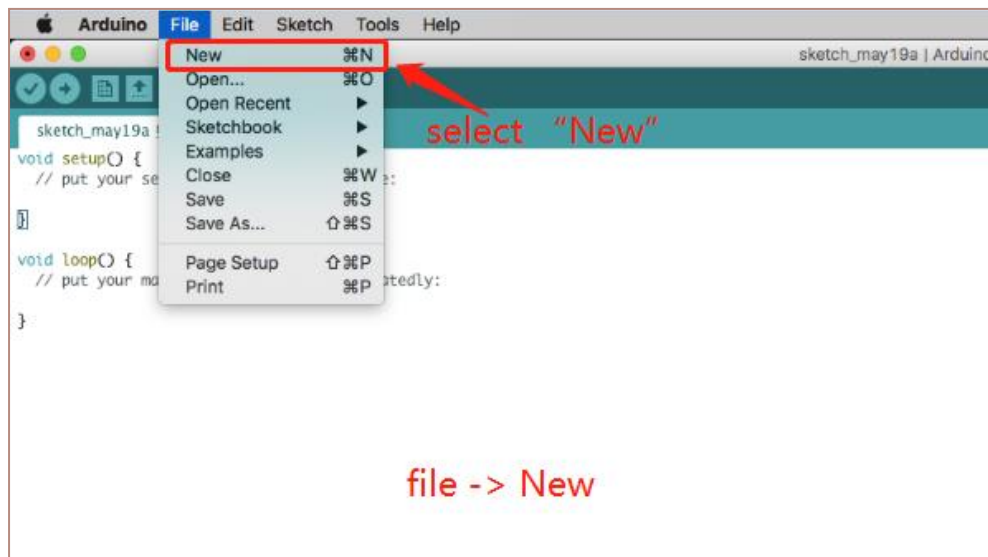 Arduino File Edit Sketch Tools Help
sketch_may19a | Arduino
New ⌘N
Open... ⌘O
Open Recent ▶
Sketchbook ▶
Examples ▶
Close ⌘W
Save ⌘S
Save As... ⇧⌘S
Page Setup ⇧⌘P
Print ⌘P
select “New”
sketch_may19a
void setup() {
// put your se
e:
}
void loop() {
// put your ma
atedly:
}
file -> New